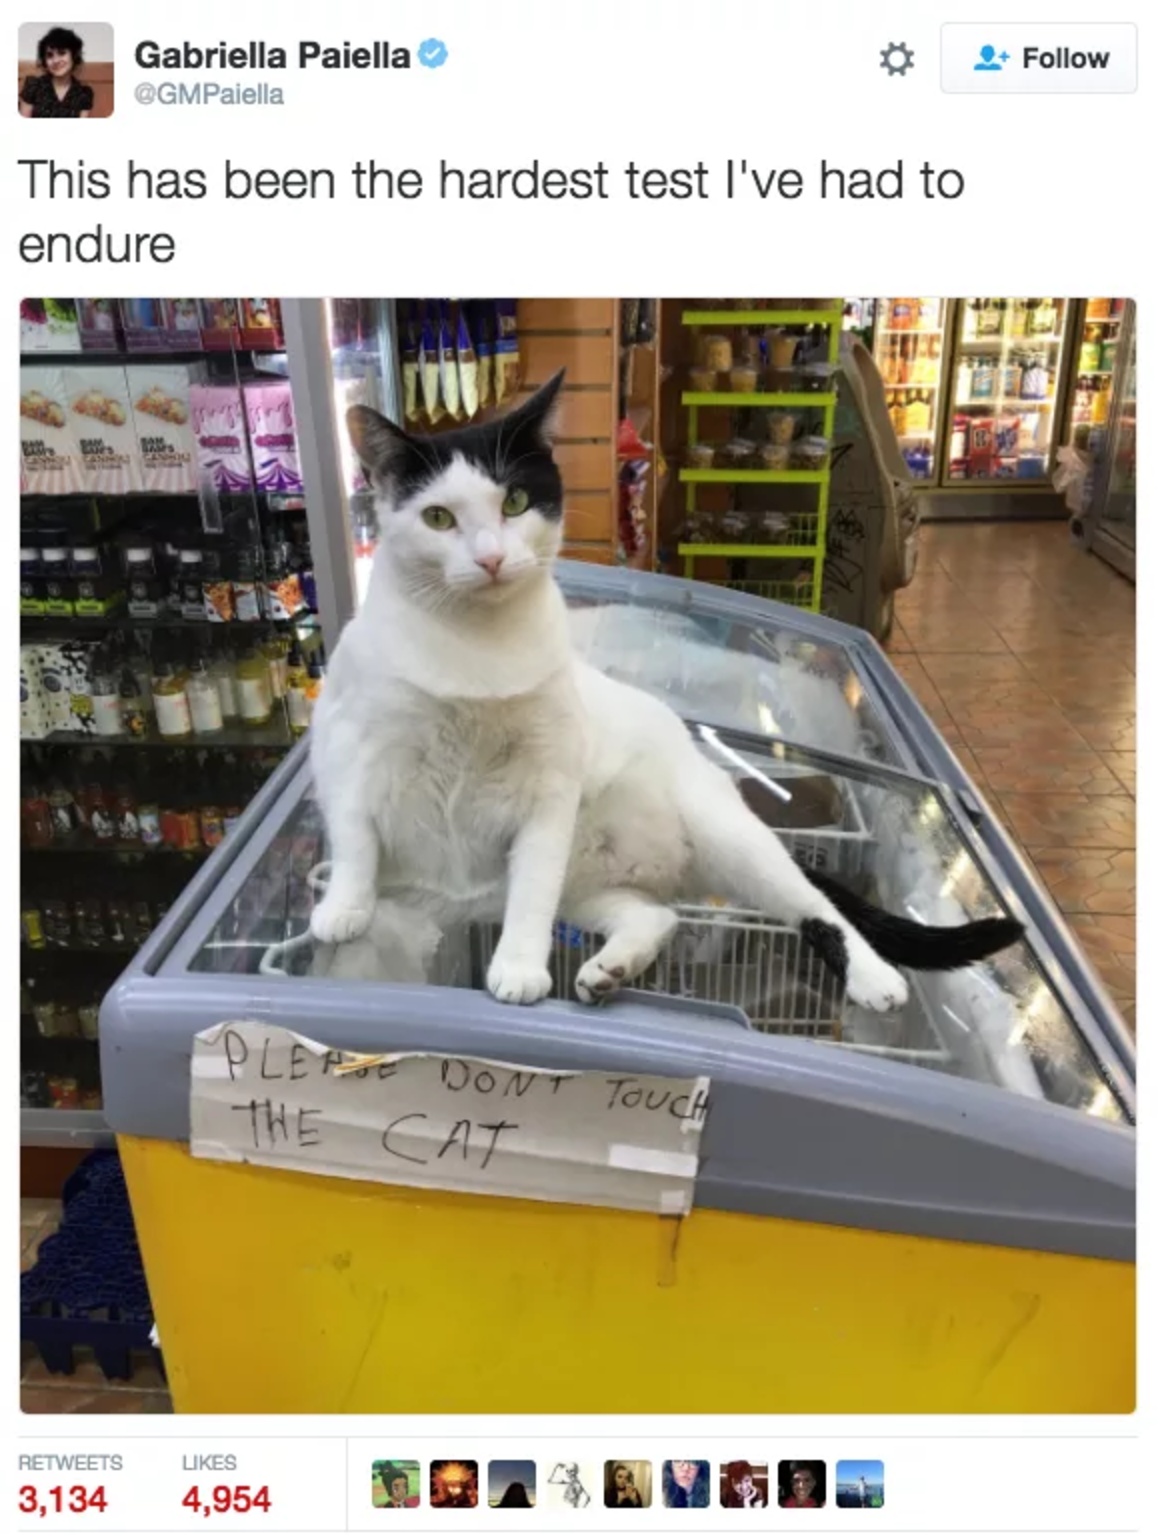 Gabriella Paiella
@GMPaiella
Follow
This has been the hardest test I've had to
endure
PLEASE DONT TOUCH
THE CAT
RETWEETS
LIKES
3,134
4,954